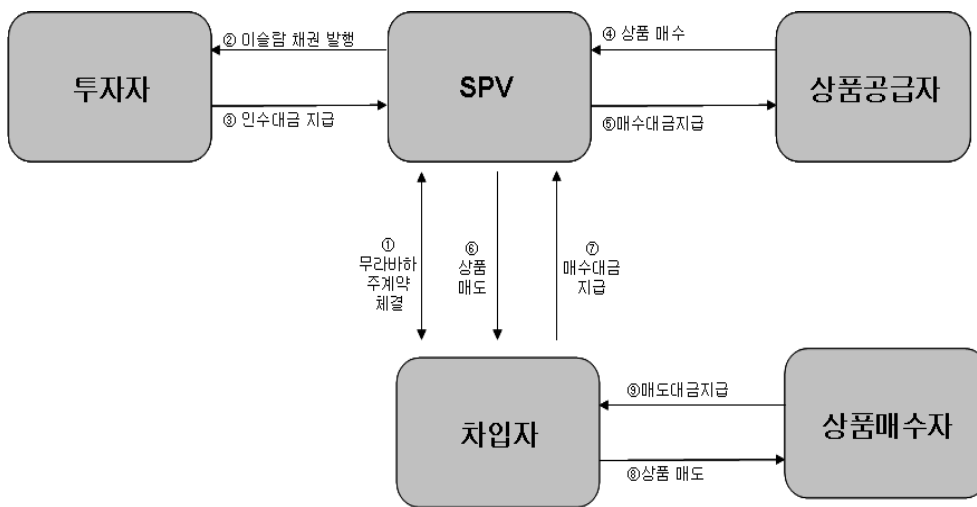 ② 이슬람 채권 발행
④ 상품 매수
투자자
SPV
상품공급자
③ 인수대금 지급
⑤매수대금지급
①
무라바하
주계약
체결
⑥
상품
매도
⑦
매수대금
지급
⑨매도대금지급
차입자
상품매수자
⑧상품 매도